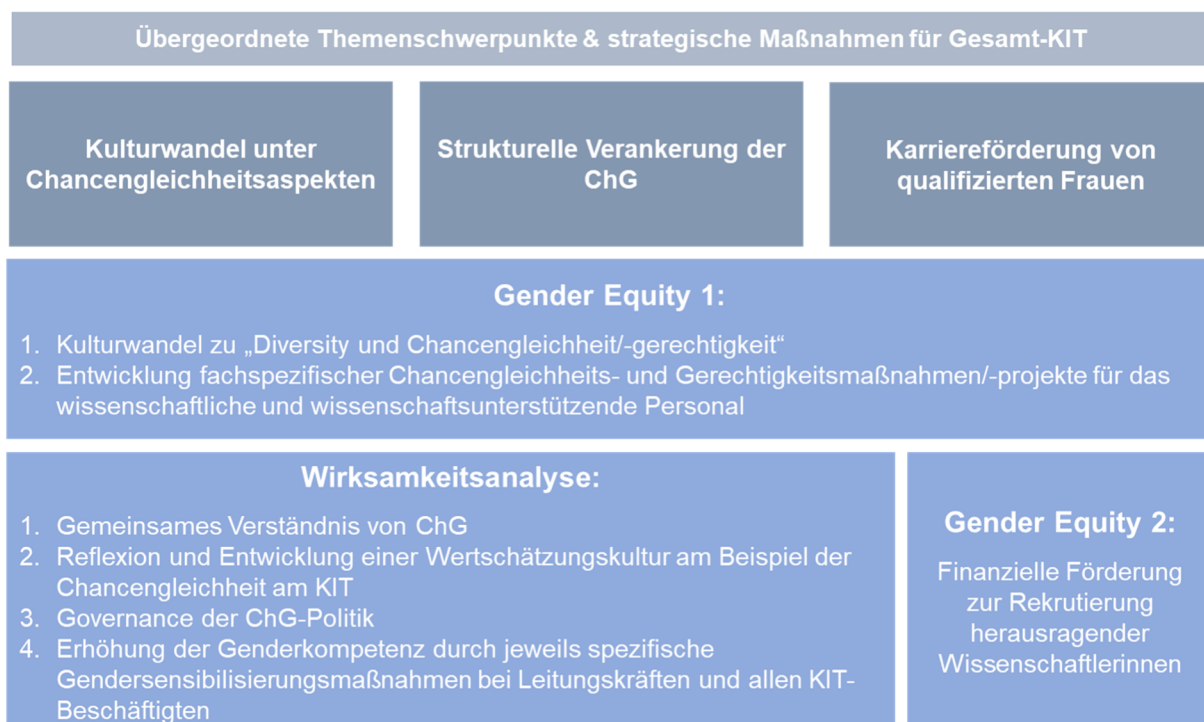 Übergeordnete Themenschwerpunkte & strategische Maßnahmen für Gesamt-KIT
Kulturwandel unter
Chancengleichheitsaspekten
Strukturelle Verankerung der
ChG
Karriereförderung von
qualifizierten Frauen
Gender Equity 1:
1. Kulturwandel zu „Diversity und Chancengleichheit/-gerechtigkeit“
2. Entwicklung fachspezifischer Chancengleichheits- und Gerechtigkeitsmaßnahmen/-projekte für das
wissenschaftliche und wissenschaftsunterstützende Personal
Wirksamkeitsanalyse:
1. Gemeinsames Verständnis von ChG
2. Reflexion und Entwicklung einer Wertschätzungskultur am Beispiel der
Chancengleichheit am KIT
3. Governance der ChG-Politik
4. Erhöhung der Genderkompetenz durch jeweils spezifische
Gendersensibilisierungsmaßnahmen bei Leitungskräften und allen KIT-
Beschäftigten
Gender Equity 2:
Finanzielle Förderung
zur Rekrutierung
herausragender
Wissenschaftlerinnen